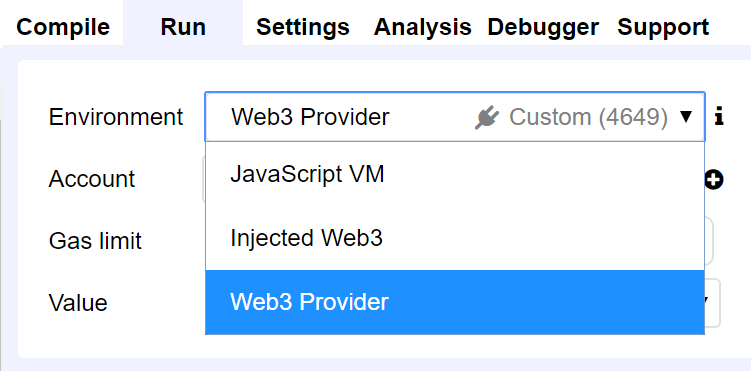 Compile Run Settings Analysis Debugger Support
Environment Web3 Provider Custom (4649) ▼ i
JavaScript VM
Account
Injected Web3
Gas limit
Web3 Provider
Value